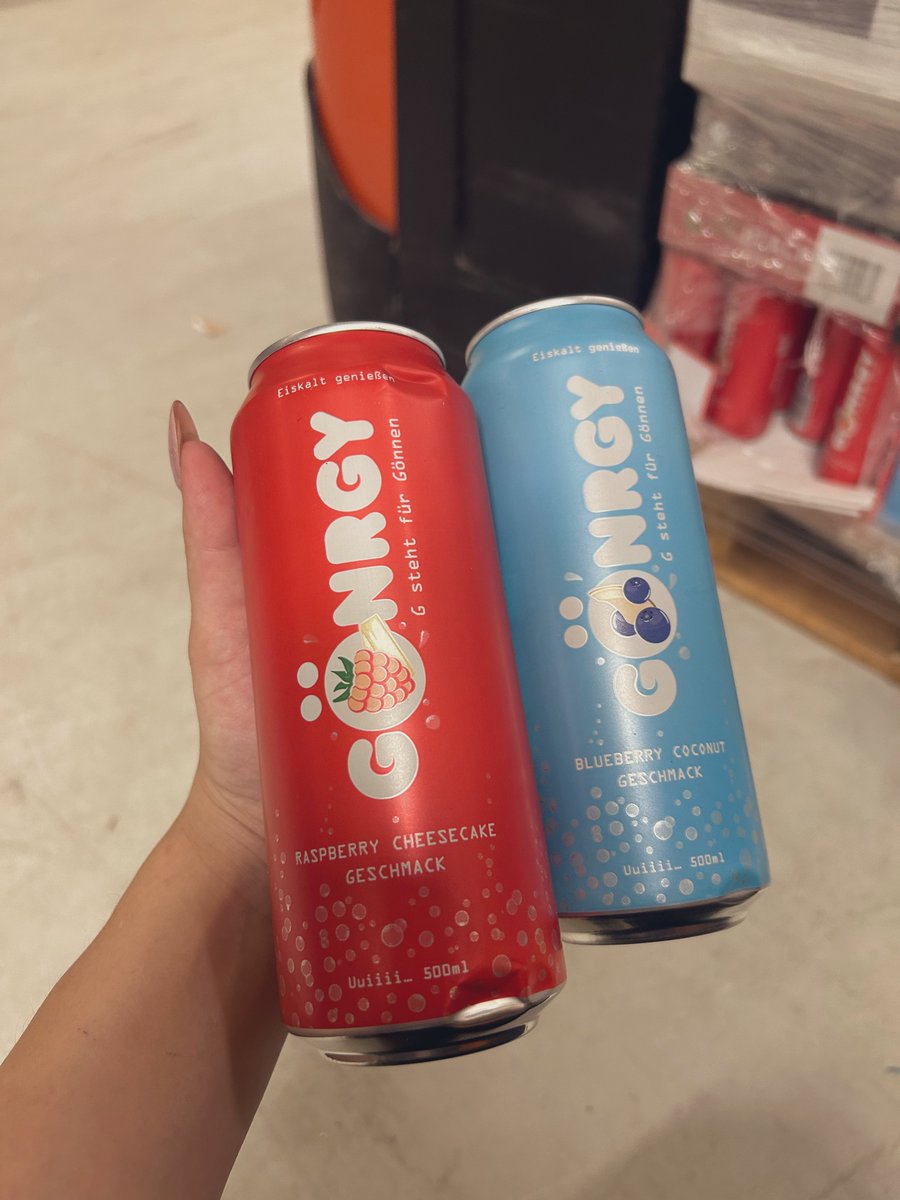 Eiskalt genießen
GÖNRGY
G steht für Gönnen
RASPBERRY CHEESECAKE
GESCHMACK
Uuiiii… 500ml
Eiskalt genießen
GÖNRGY
G steht für Gönnen
BLUEBERRY COCONUT
GESCHMACK
Uuiiii… 500ml